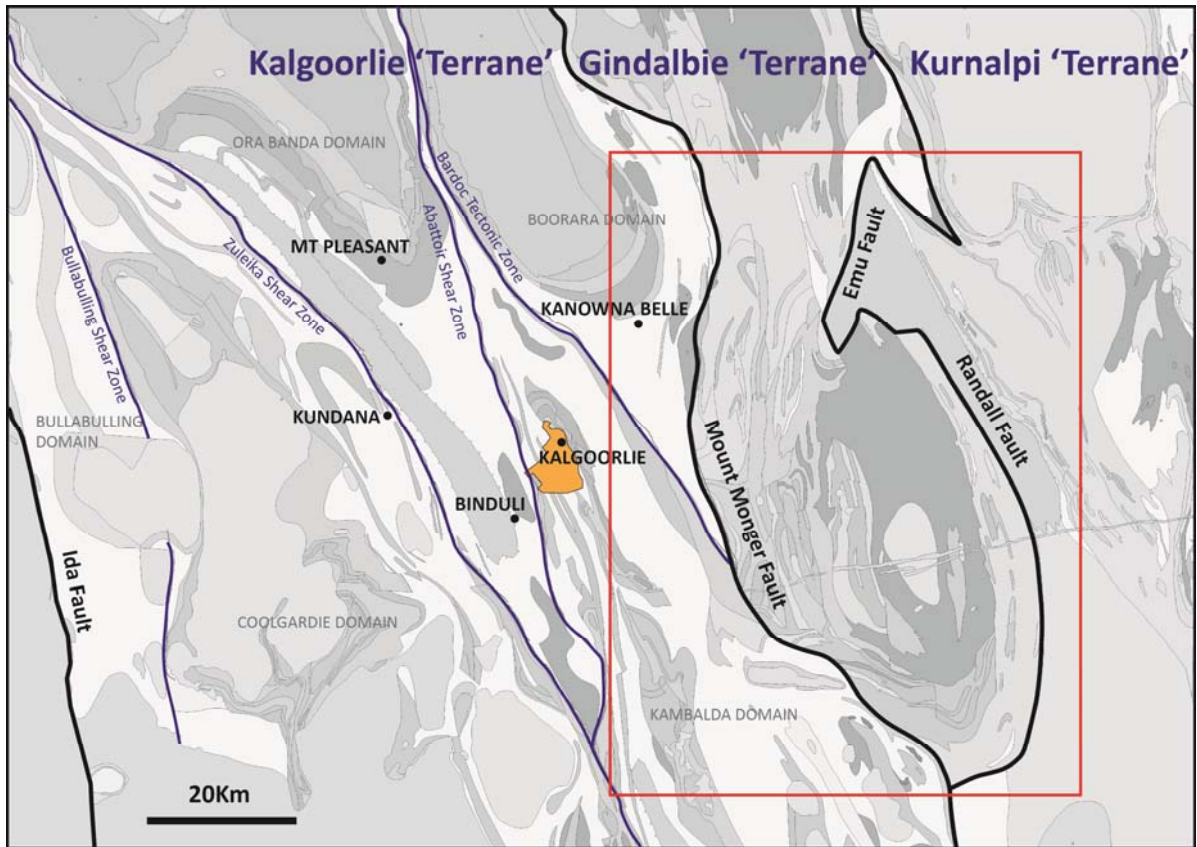 Kalgoorlie 'Terrane' Gindalbie 'Terrane' Kurnalpi 'Terrane'
ORA BANDA DOMAIN
Bardoc Tectonic Zone
BOORARA DOMAIN
MT PLEASANT
Abattoir Shear Zone
Zuleika Shear Zone
Bullabulling Shear Zone
Emu Fault
KANOWNA BELLE
Randall Fault
KUNDANA
BULLABULLING
DOMAIN
Mount Monger Fault
KALGOORLIE
BINDULI
Ida Fault
COOLGARDIE DOMAIN
KAMBALDA DOMAIN
20Km